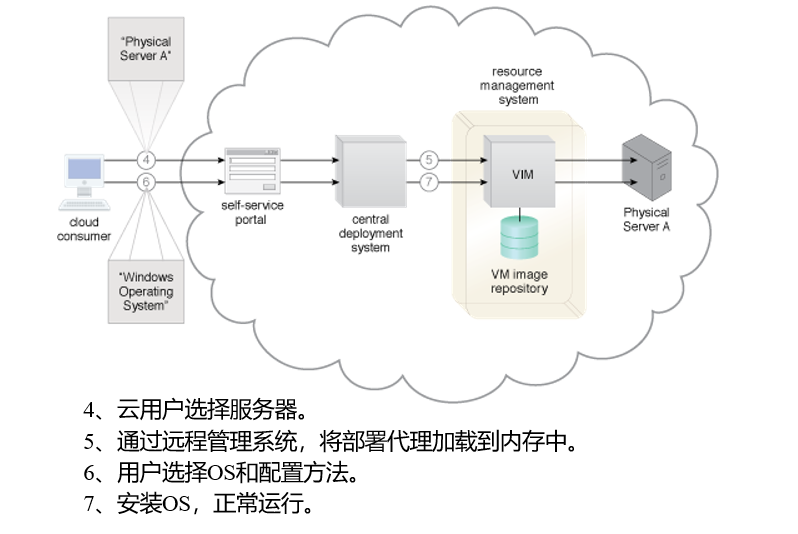 "Physical
Server A"
resource
management
system
4
5
VIM
6
7
cloud
consumer
self-service
portal
central
deployment
system
Physical
Server A
"Windows
Operating
System"
VM image
repository
4、云用户选择服务器。
5、通过远程管理系统，将部署代理加载到内存中。
6、用户选择OS和配置方法。
7、安装OS，正常运行。